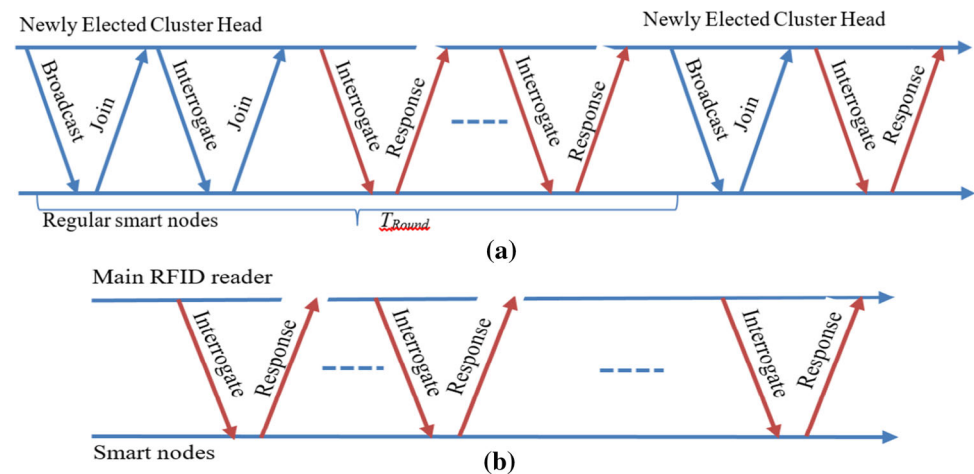 Newly Elected Cluster Head
Newly Elected Cluster Head
Broadcast
Join
Interrogate
Join
Interrogate
Response
Interrogate
Response
Broadcast
Join
Interrogate
Response
Regular smart nodes
TRound
(a)
Main RFID reader
Interrogate
Response
Interrogate
Response
Interrogate
Response
Smart nodes
(b)